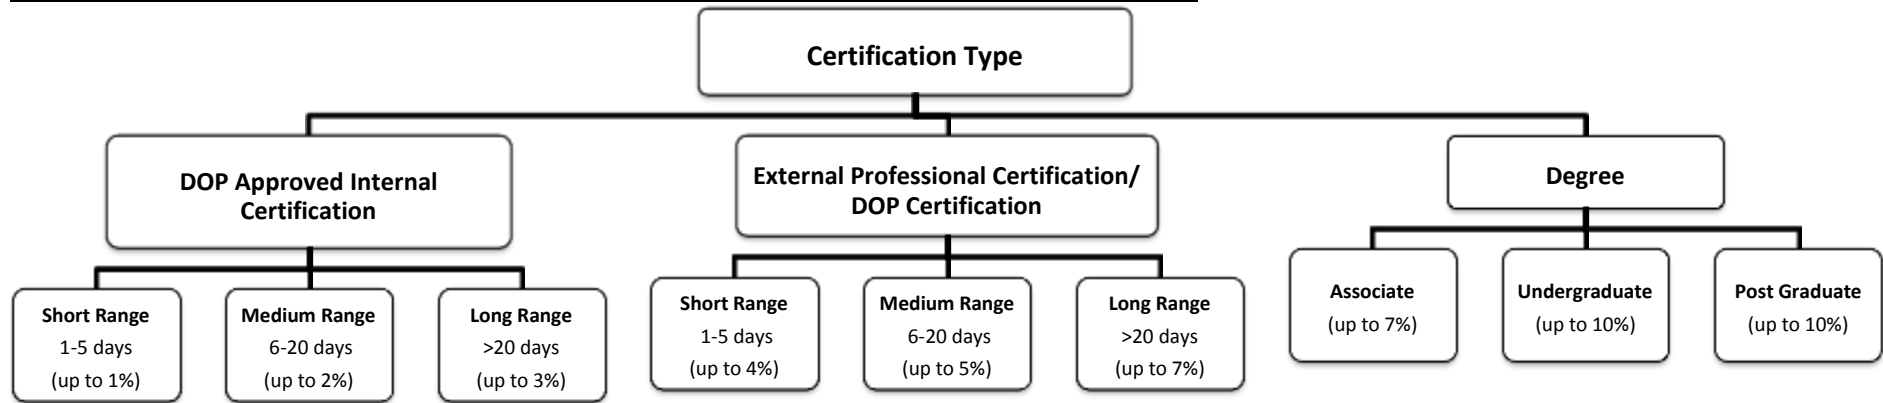 Certification Type
DOP Approved Internal
Certification
Short Range
1-5 days
(up to 1%)
Medium Range
6-20 days
(up to 2%)
Long Range
>20 days
(up to 3%)
External Professional Certification/
DOP Certification
Short Range
1-5 days
(up to 4%)
Medium Range
6-20 days
(up to 5%)
Long Range
>20 days
(up to 7%)
Degree
Associate
(up to 7%)
Undergraduate
(up to 10%)
Post Graduate
(up to 10%)